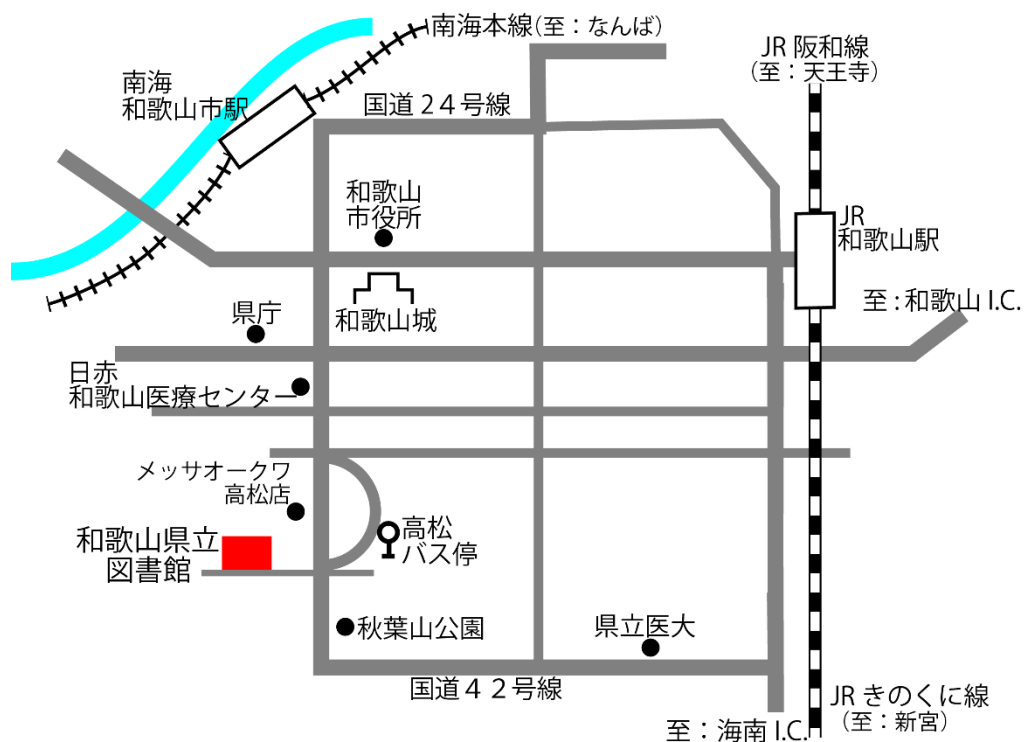 南海本線(至：なんば)
JR 阪和線
(至：天王寺)
南海
和歌山市駅
国道24号線
和歌山
市役所
JR
和歌山駅
至：和歌山 I.C.
県庁
和歌山城
日赤
和歌山医療センター
メッサオークワ
高松店
和歌山県立
図書館
高松
バス停
秋葉山公園
県立医大
国道４２号線
JR きのくに線
(至：新宮)
至：海南 I.C.